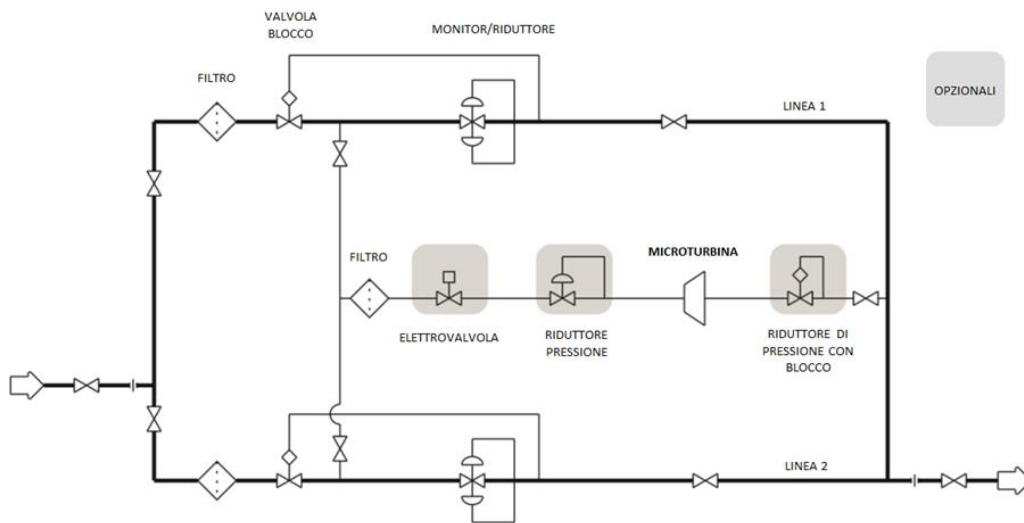 VALVOLA
BLOCCO
MONITOR/RIDUTTORE
FILTRO
OPZIONALI
LINEA 1
FILTRO
MICROTURBINA
ELETTROVALVOLA
RIDUTTORE
PRESSIONE
RIDUTTORE DI
PRESSIONE CON
BLOCCO
LINEA 2